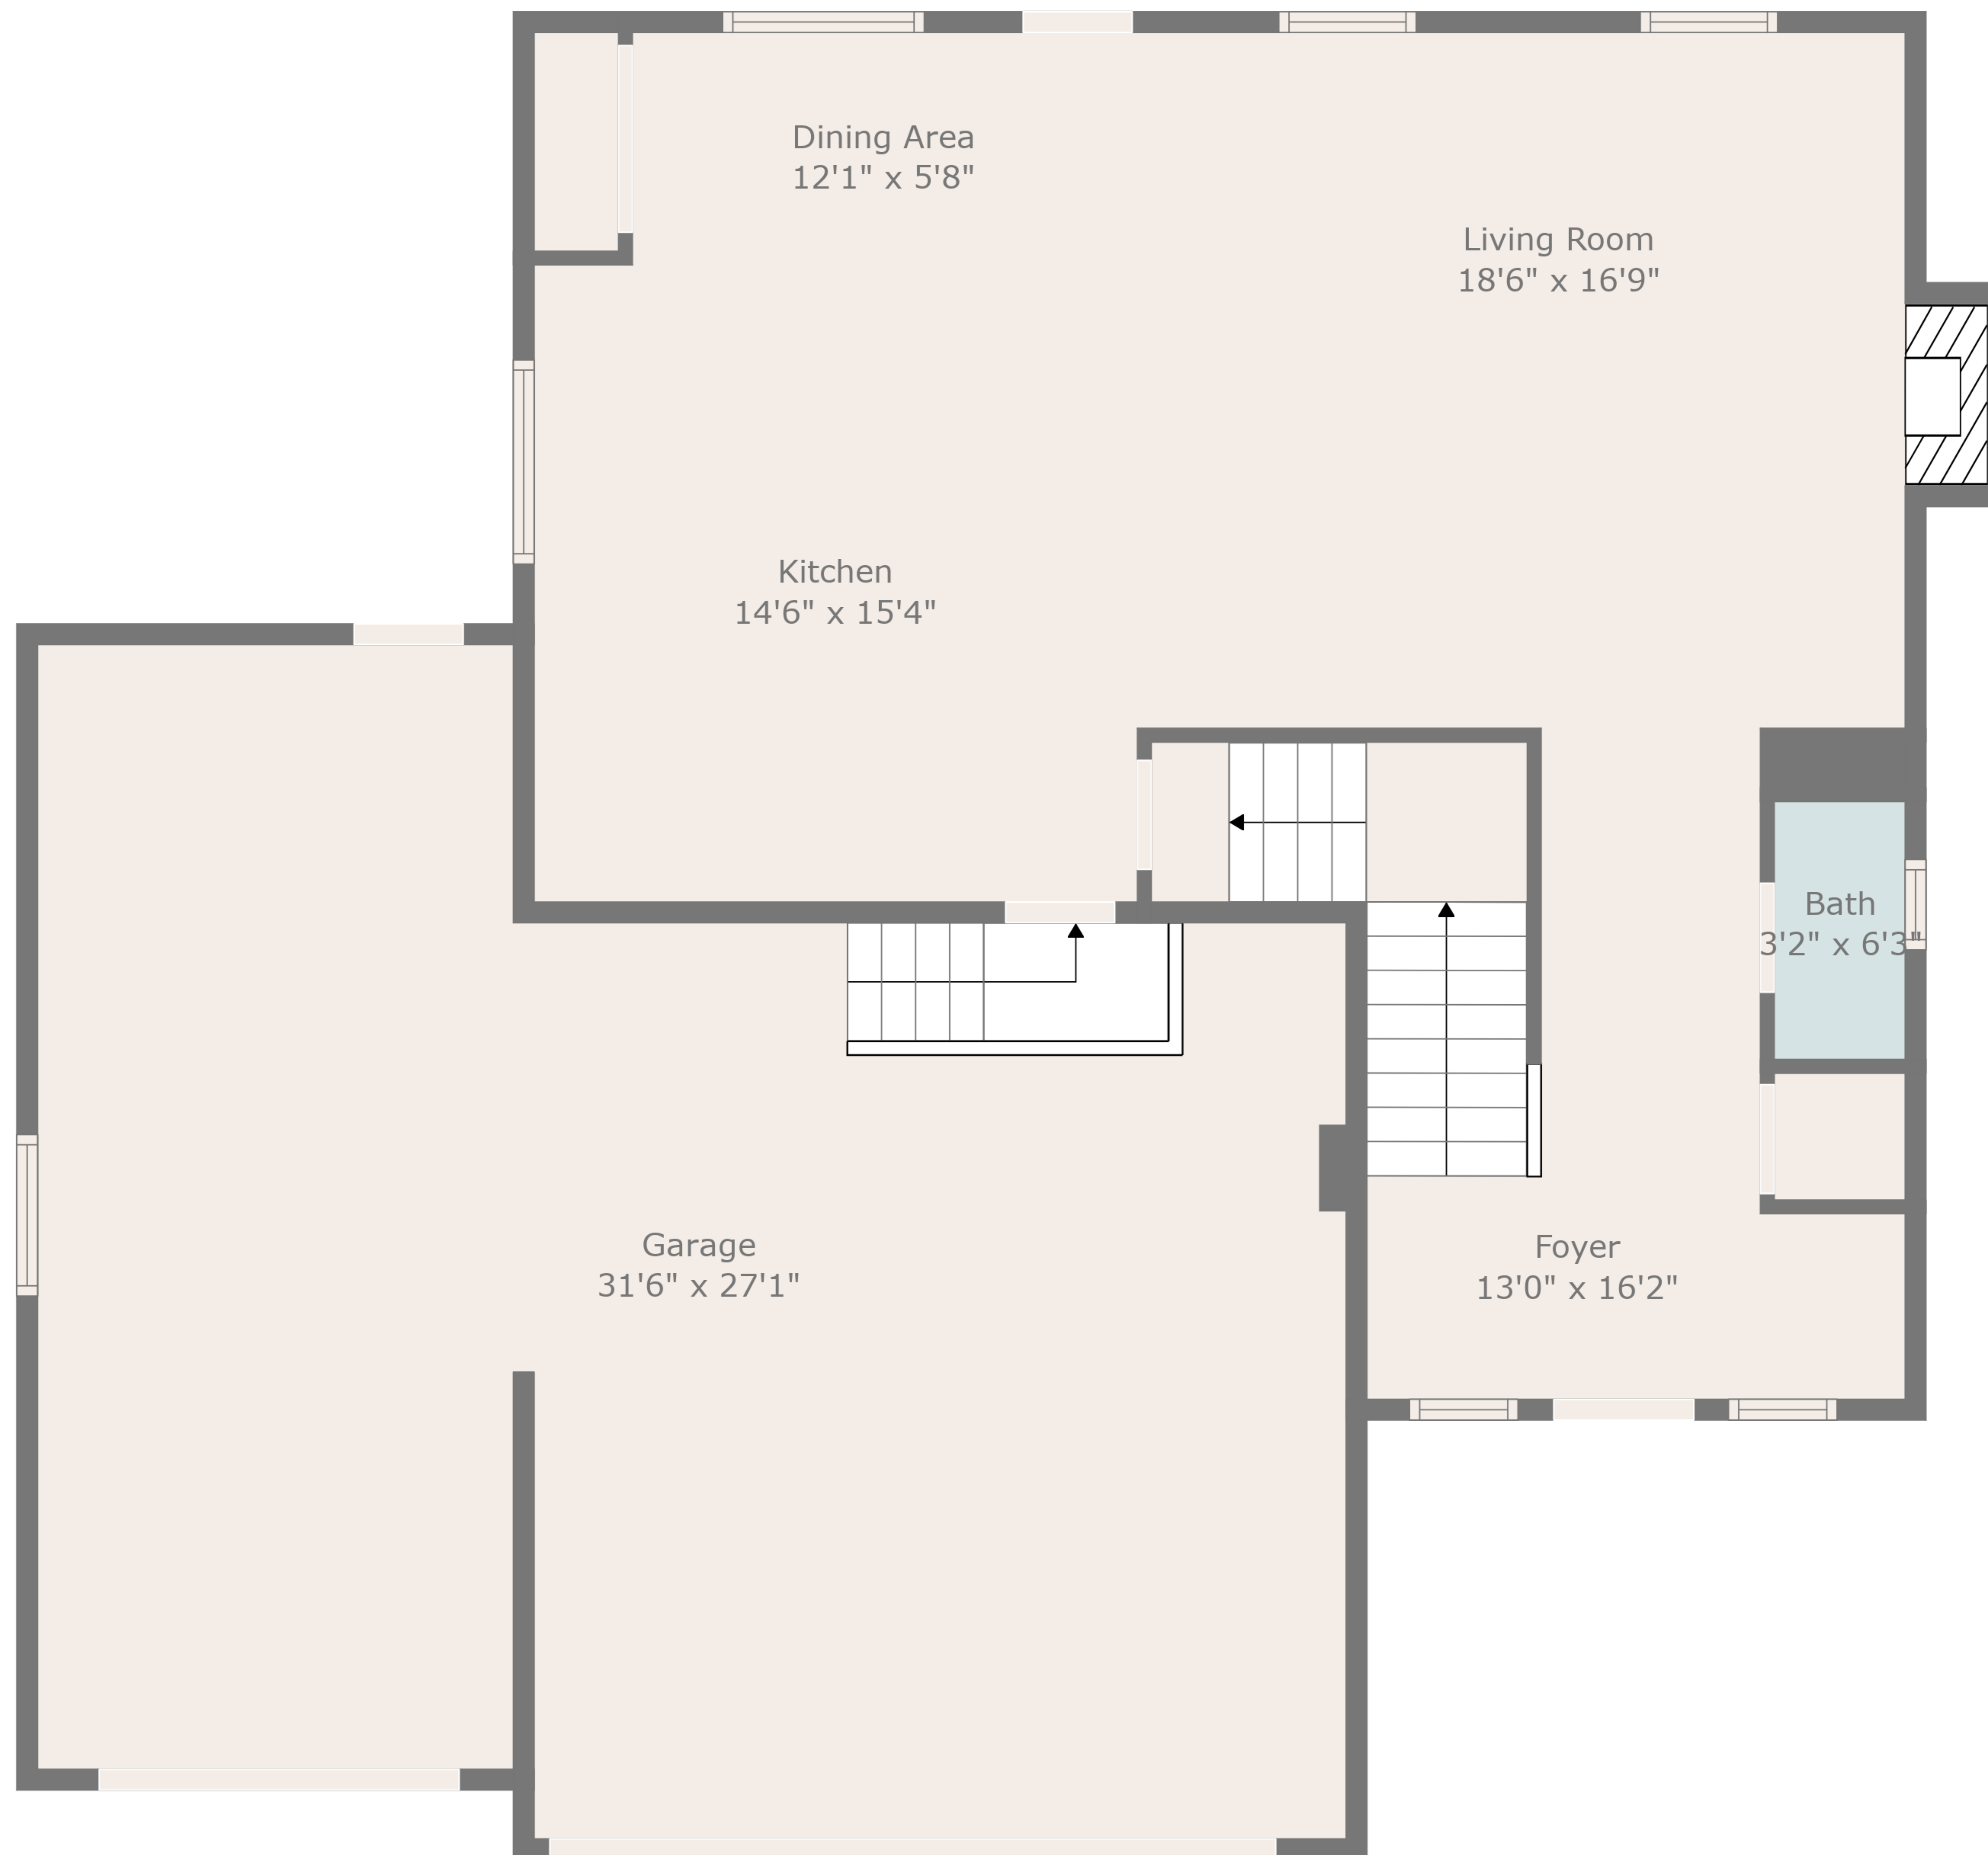 Dining Area
12'1" x 5'8"
Living Room
18'6" x 16'9"
Kitchen
14'6" x 15'4"
Bath
3'2" x 6'3"
Garage
31'6" x 27'1"
Foyer
13'0" x 16'2"